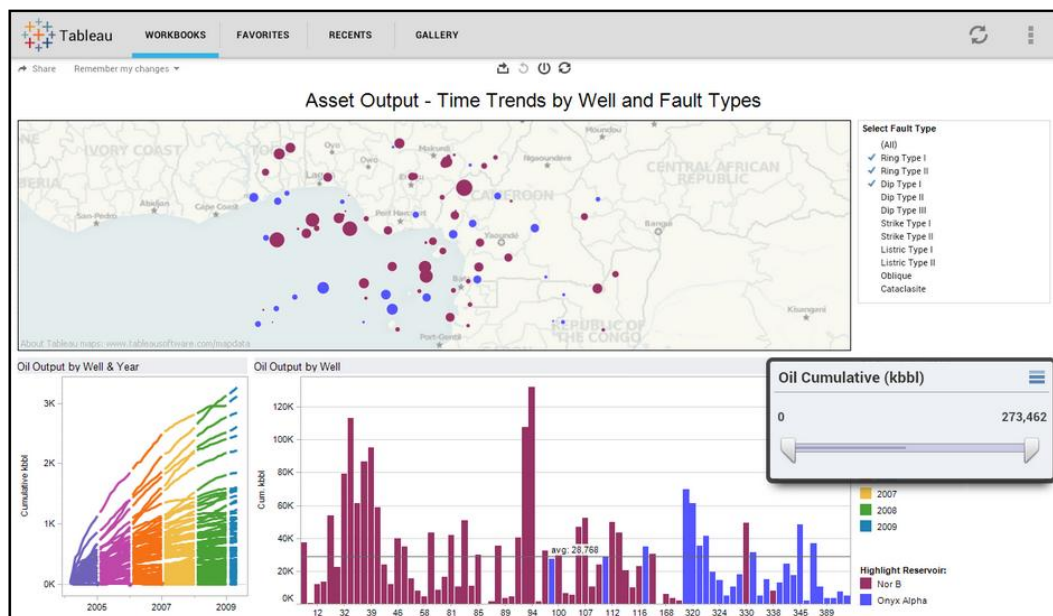 Tableau WORKBOOKS FAVORITES RECENTS GALLERY
Share Remember my changes
Asset Output - Time Trends by Well and Fault Types
IVORY COAST
Oyo
Owo
Makurdi
Moundou
Ngaoundéré
CENTRAL AFRICAN
REPUBLIC
CAMEROON
San-Pedro
Abidjan
Cape Coast
Port Harcourt
Yaoundé
Bangui
Kisangani
Port-Gentil
REPUBLIC OF
THE CONGO
About Tableau maps: www.tableausoftware.com/mapdata
Select Fault Type
(All)
Ring Type I
Ring Type II
Dip Type I
Dip Type II
Dip Type III
Strike Type I
Strike Type II
Listric Type I
Listric Type II
Oblique
Cataclasite
Oil Output by Well & Year
Cumulative kbbl
3K
2K
1K
0K
2005 2007 2009
Oil Output by Well
Cum. kbbl
120K
100K
80K
60K
40K
20K
0K
avg: 28,768
12 32 39 46 58 81 85 89 94 100 107 112 116 168 320 324 330 338 345 389
Oil Cumulative (kbbl)
0 273,462
2007
2008
2009
Highlight Reservoir:
Nor B
Onyx Alpha